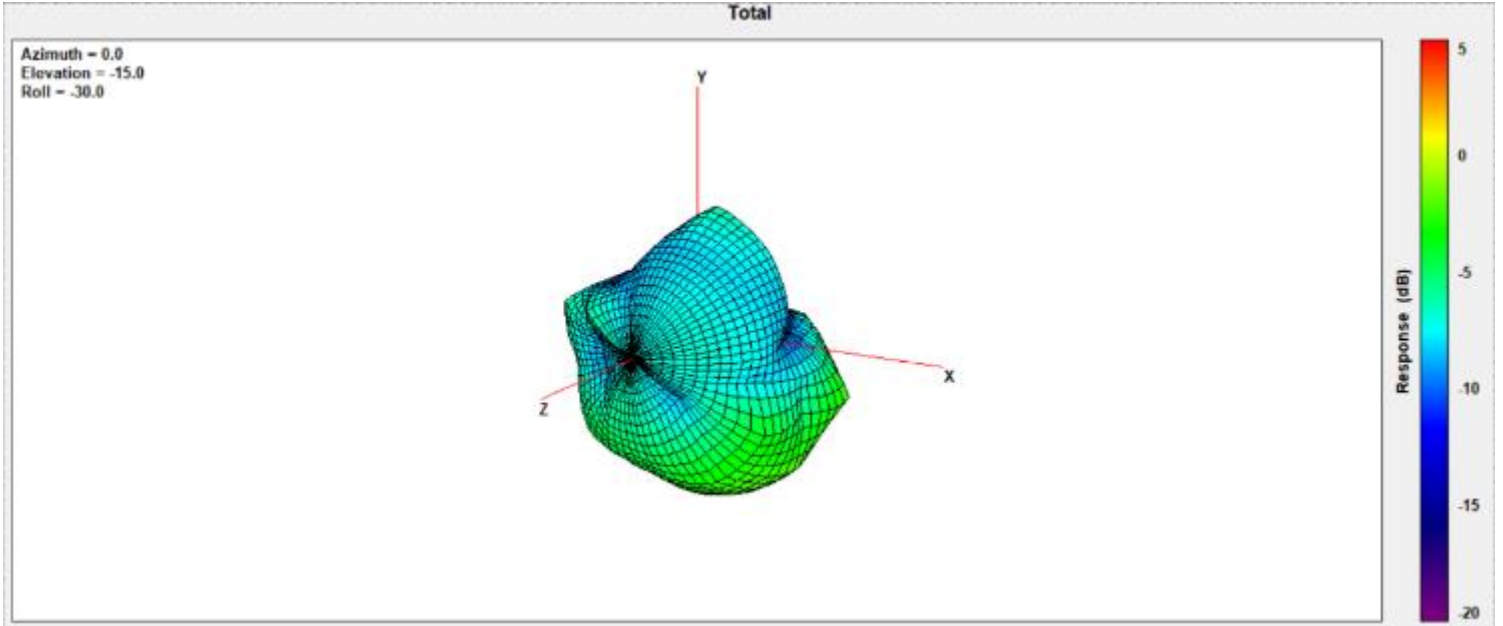 Total
Azimuth = 0.0
Elevation = -15.0
Roll = -30.0
Y
X
Z
5
0
-5
-10
-15
-20
Response (dB)